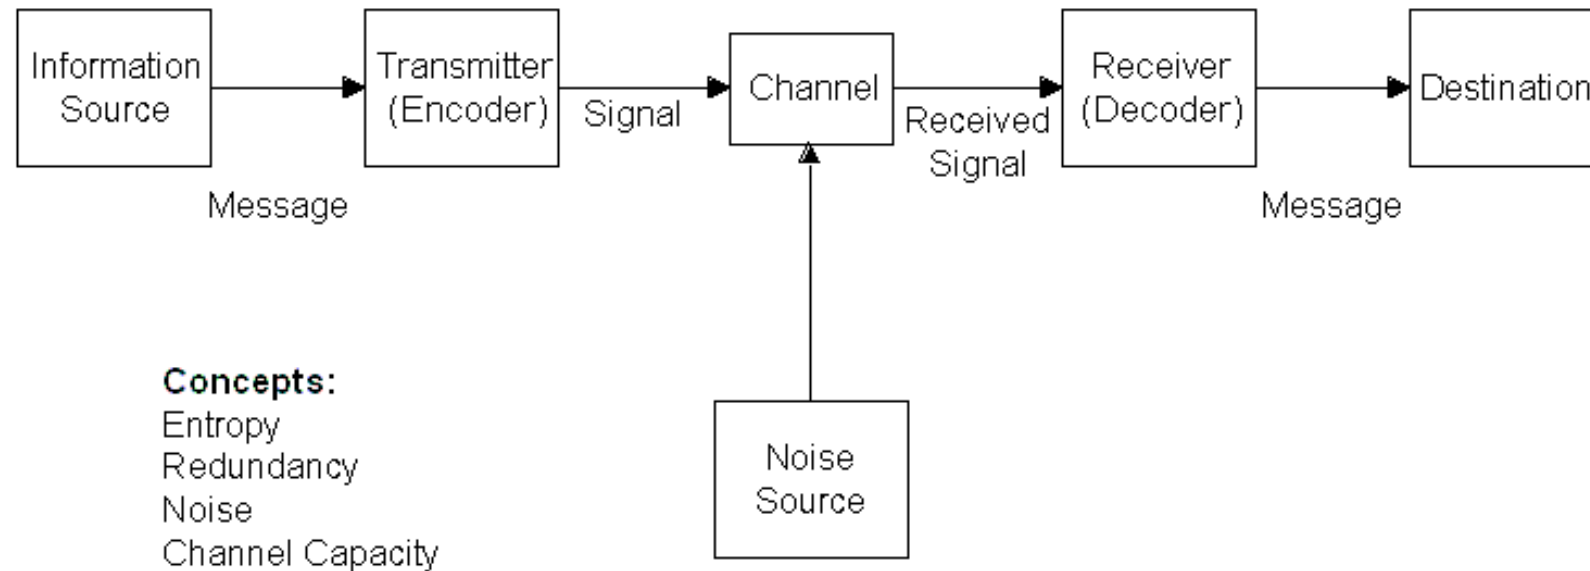 Information
Source
Transmitter
(Encoder)
Channel
Receiver
(Decoder)
Destination
Signal
Received
Signal
Message
Message
Concepts:
Entropy
Redundancy
Noise
Channel Capacity
Noise
Source